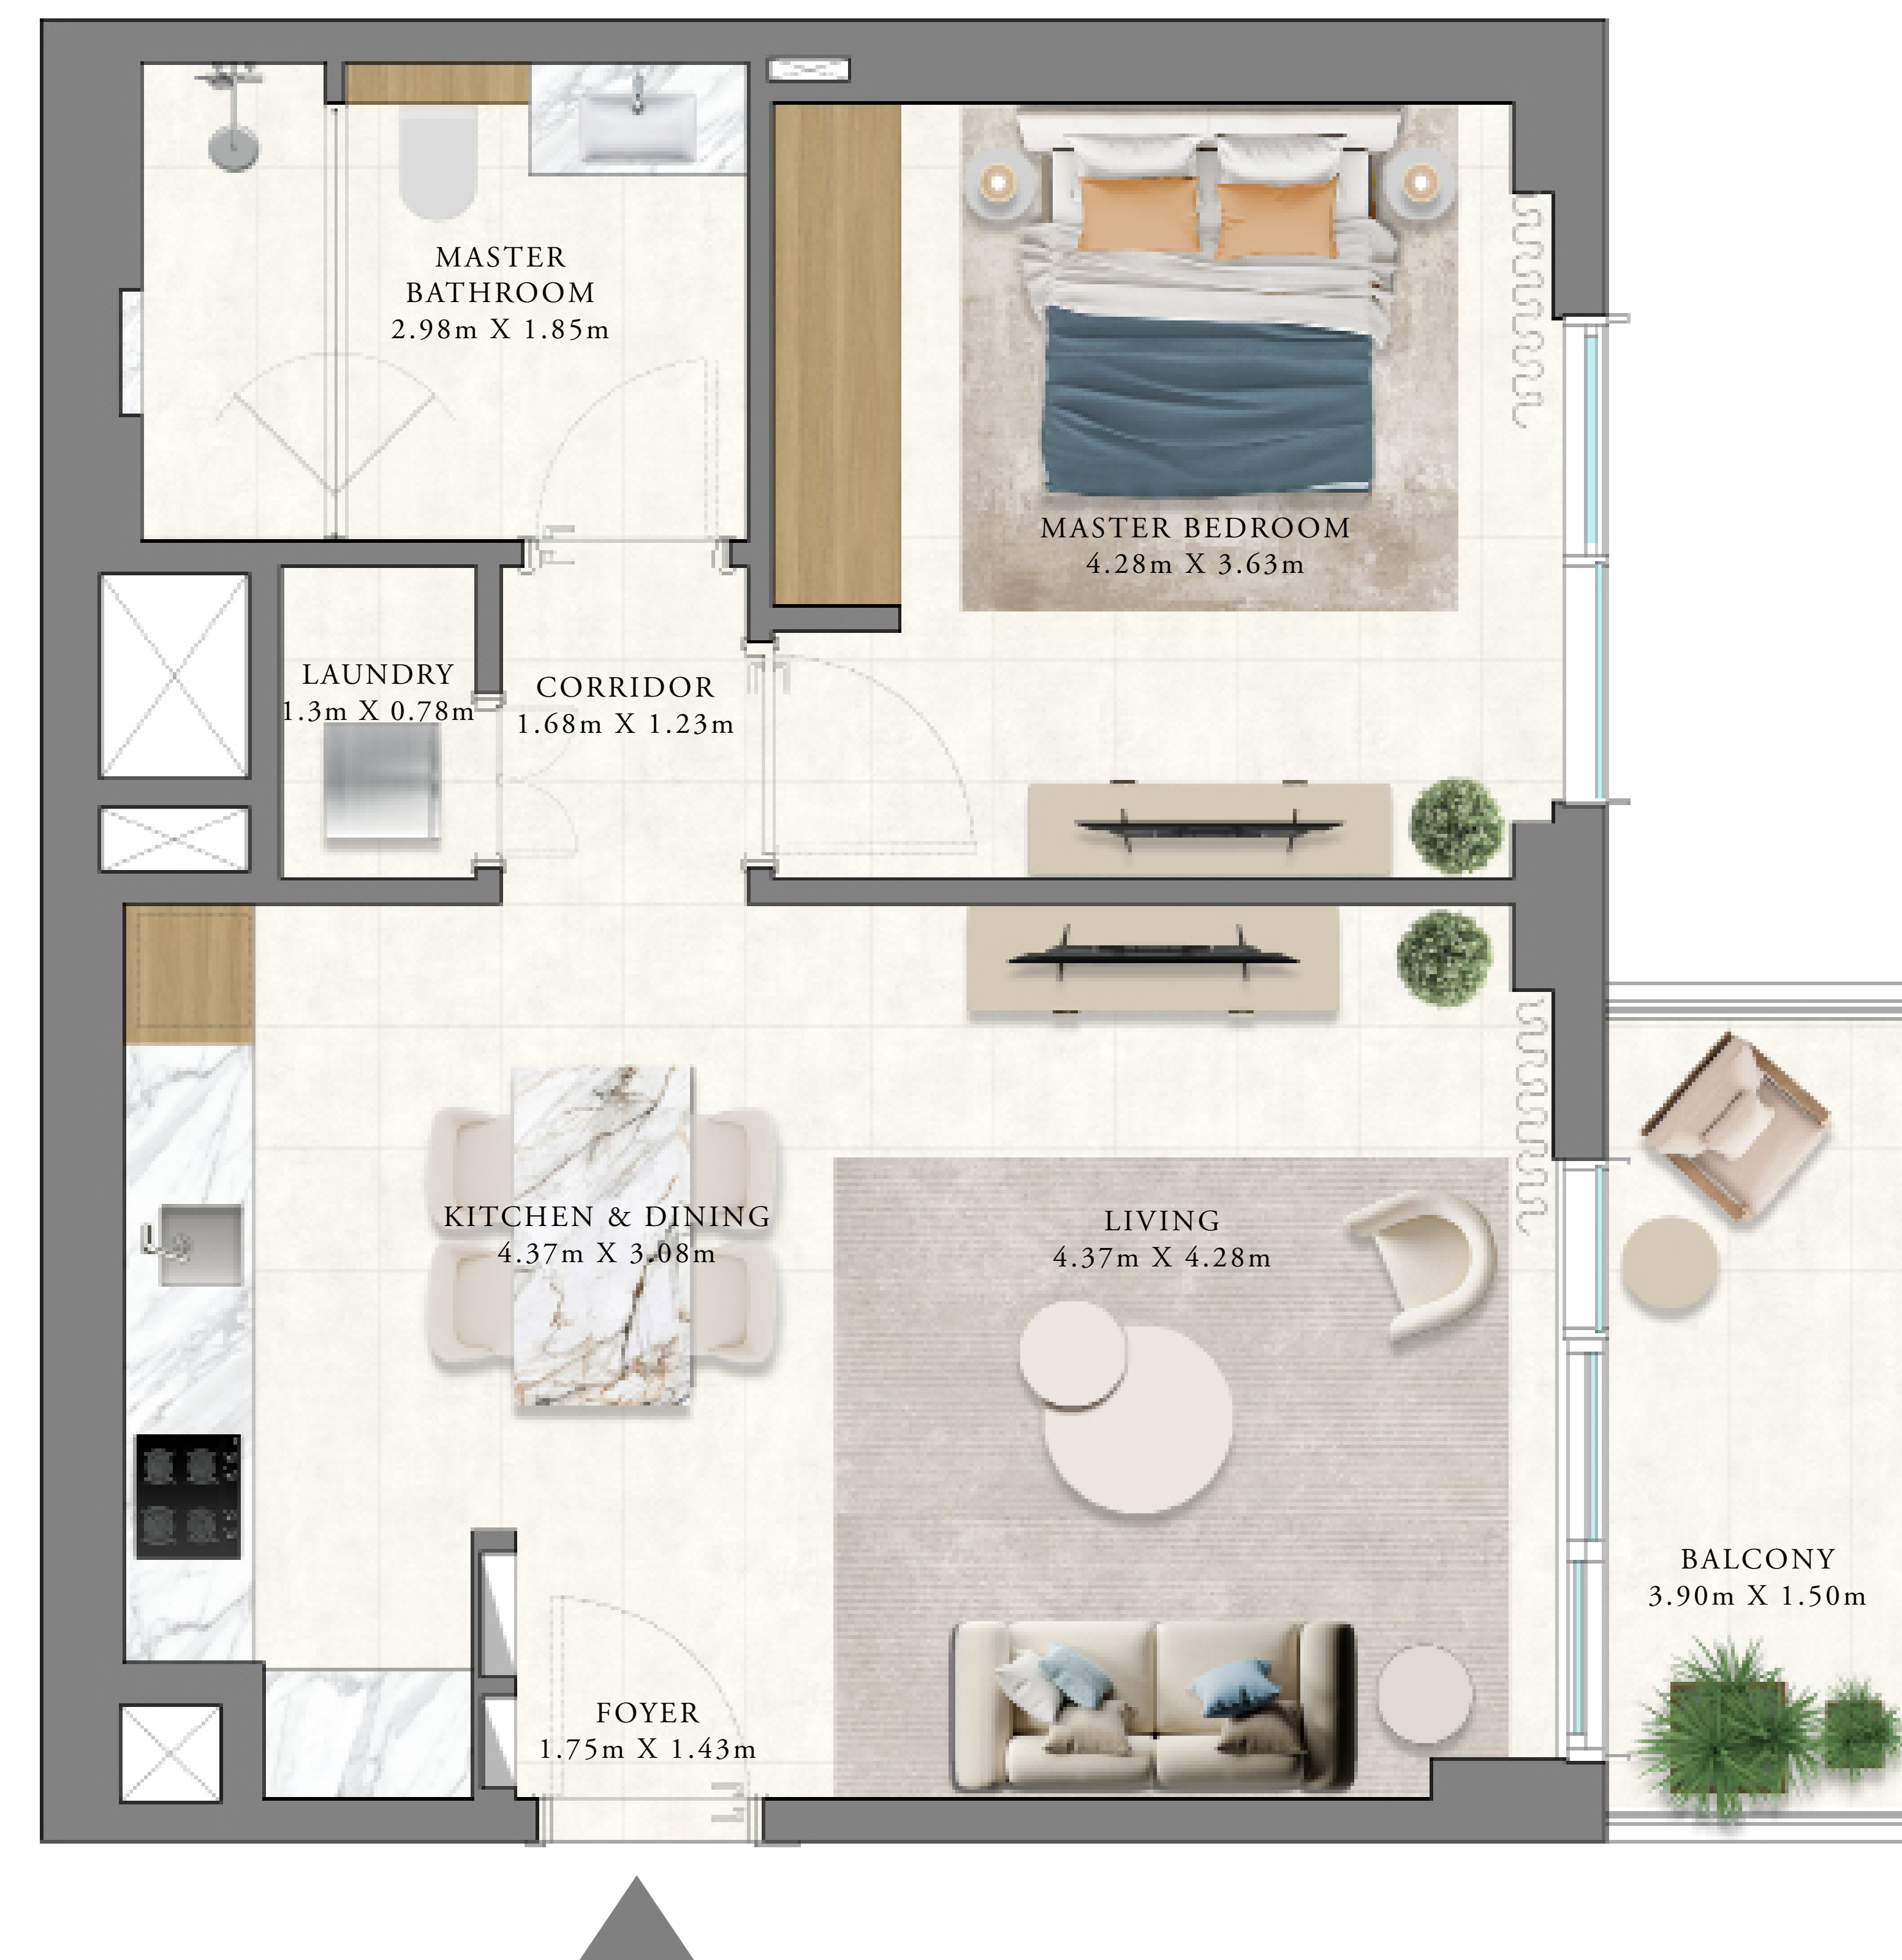 MASTER
BATHROOM
2.98m X 1.85m
MASTER BEDROOM
4.28m X 3.63m
LAUNDRY
1.3m X 0.78m
CORRIDOR
1.68m X 1.23m
KITCHEN & DINING
4.37m X 3.08m
LIVING
4.37m X 4.28m
BALCONY
3.90m X 1.50m
FOYER
1.75m X 1.43m